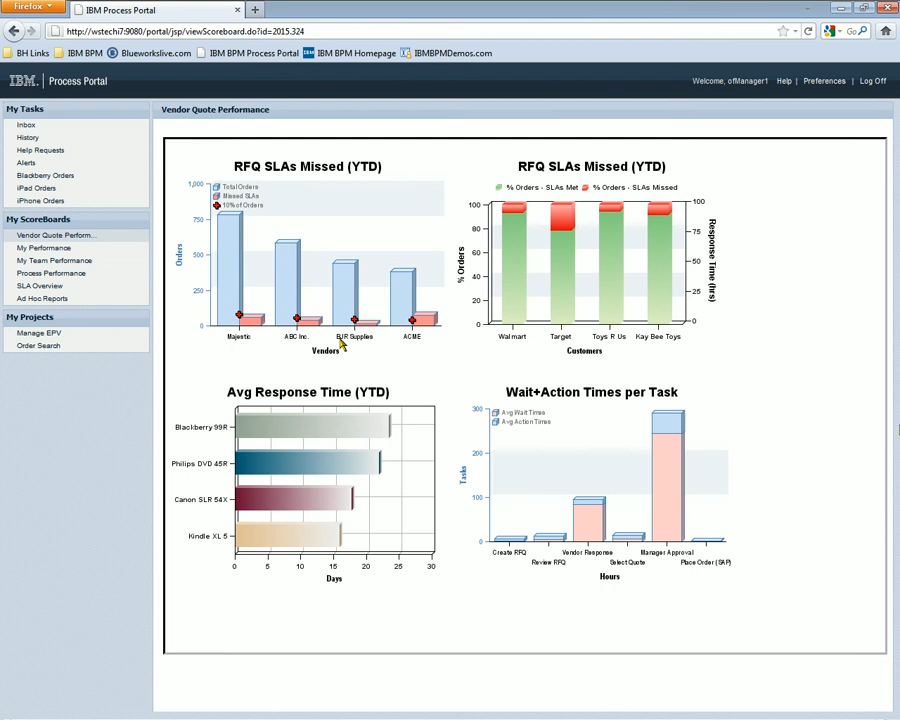 Firefox
IBM Process Portal
http://wstechi7:9080/portal/jsp/viewScoreboard.do?id=2015.324
Go
BH Links IBM BPM Blueworkslive.com IBM BPM Process Portal IBM BPM Homepage IBMBPMDemos.com
IBM. Process Portal
Welcome, ofManager1 Help Preferences Log Off
My Tasks
Inbox
History
Help Requests
Alerts
Blackberry Orders
iPad Orders
iPhone Orders
My ScoreBoards
Vendor Quote Perform...
My Performance
My Team Performance
Process Performance
SLA Overview
Ad Hoc Reports
My Projects
Manage EPV
Order Search
Vendor Quote Performance
RFQ SLAs Missed (YTD)
Total Orders
Missed SLAs
10% of Orders
1,000
750
500
250
0
Orders
Majestic ABC Inc. BJR Supplies ACME
Vendors
RFQ SLAs Missed (YTD)
% Orders - SLAs Met % Orders - SLAs Missed
100
80
60
40
20
0
% Orders
100
75
50
25
0
Response Time (hrs)
Walmart Target Toys R Us Kay Bee Toys
Customers
Avg Response Time (YTD)
Blackberry 99R
Philips DVD 45R
Canon SLR 54X
Kindle XL 5
0 5 10 15 20 25 30
Days
Wait+Action Times per Task
Avg Wait Times
Avg Action Times
300
200
100
0
Tasks
Create RFQ Vendor Response Manager Approval
Review RFQ Select Quote Place Order (SAP)
Hours